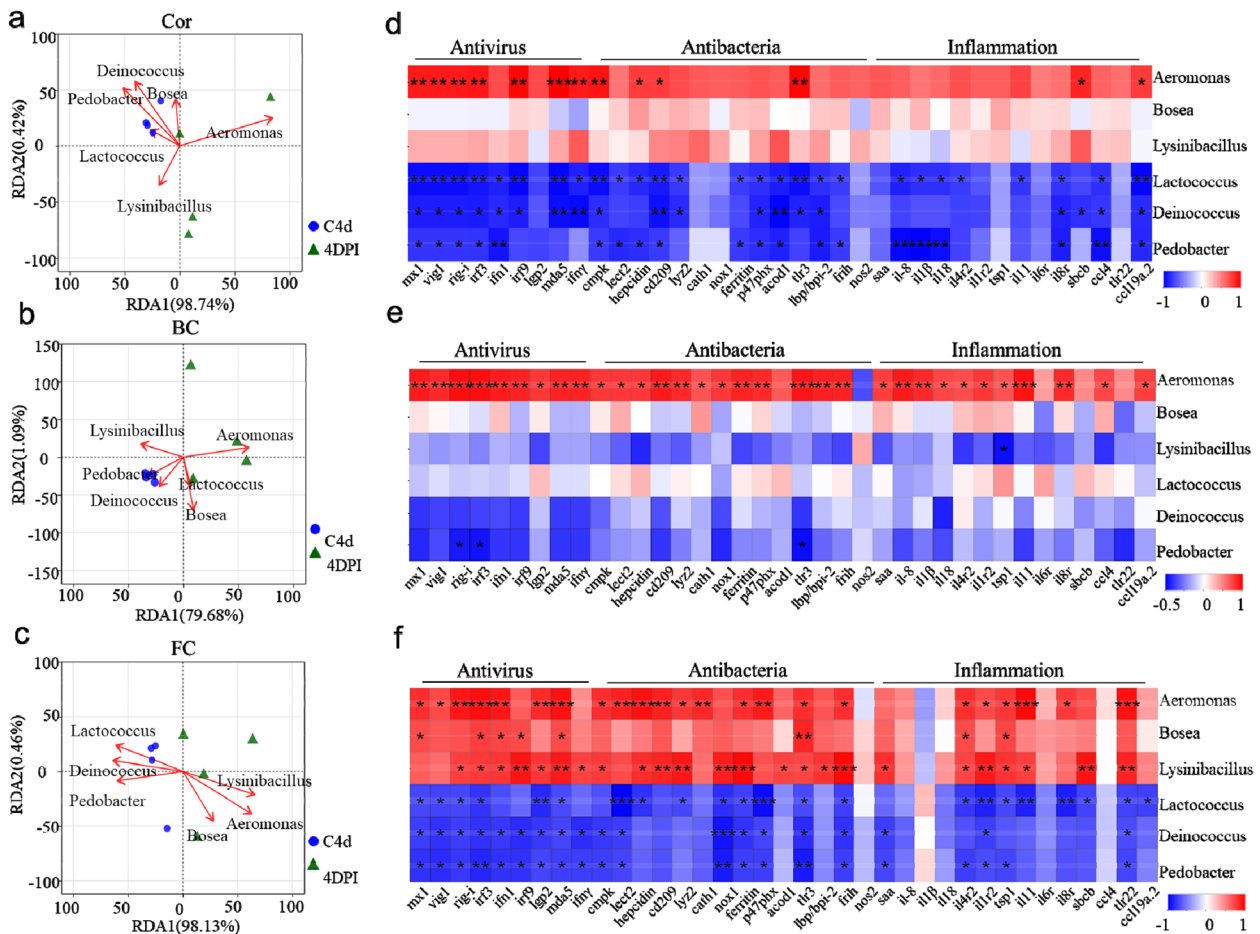 a
Cor
100
50
0
-50
-100
RDA2(0.42%)
Deinococcus
Pedobacter
Bosea
Aeromonas
Lactococcus
Lysinibacillus
100 50 0 50 100
RDA1(98.74%)
C4d
4DPI
b
BC
150
100
50
0
-50
-100
-150
RDA2(1.09%)
Lysinibacillus
Aeromonas
Pedobacter
Lactococcus
Deinococcus
Bosea
100 50 0 50 100
RDA1(79.68%)
C4d
4DPI
c
FC
100
50
0
-50
-100
RDA2(0.46%)
Lactococcus
Deinococcus
Lysinibacillus
Pedobacter
Aeromonas
Bosea
100 50 0 50 100
RDA1(98.13%)
C4d
4DPI
d
Antivirus Antibacteria Inflammation
Aeromonas
Bosea
Lysinibacillus
Lactococcus
Deinococcus
Pedobacter
mx1 vig1 rig-i irf3 ifn1 irf9 lgp2 mda5 ifnγ cmpk lect2 hepcidin cd209 lyz2 cath1 nox1 ferritin p47phx acod1 tlr3 lbp/bpi-2 frih nos2 saa il-8 il1β il18 il4r2 il1r2 tsp1 il11 il6r il8r sbcb ccl4 tlr22 ccl19a.2
-1 0 1
e
Antivirus Antibacteria Inflammation
Aeromonas
Bosea
Lysinibacillus
Lactococcus
Deinococcus
Pedobacter
mx1 vig1 rig-i irf3 ifn1 irf9 lgp2 mda5 ifnγ cmpk lect2 hepcidin cd209 lyz2 cath1 nox1 ferritin p47phx acod1 tlr3 lbp/bpi-2 frih nos2 saa il-8 il1β il18 il4r2 il1r2 tsp1 il11 il6r il8r sbcb ccl4 tlr22 ccl19a.2
-0.5 0 1
f
Antivirus Antibacteria Inflammation
Aeromonas
Bosea
Lysinibacillus
Lactococcus
Deinococcus
Pedobacter
mx1 vig1 rig-i irf3 ifn1 irf9 lgp2 mda5 ifnγ cmpk lect2 hepcidin cd209 lyz2 cath1 nox1 ferritin p47phx acod1 tlr3 lbp/bpi-2 frih nos2 saa il-8 il1β il18 il4r2 il1r2 tsp1 il11 il6r il8r sbcb ccl4 tlr22 ccl19a.2
-1 0 1